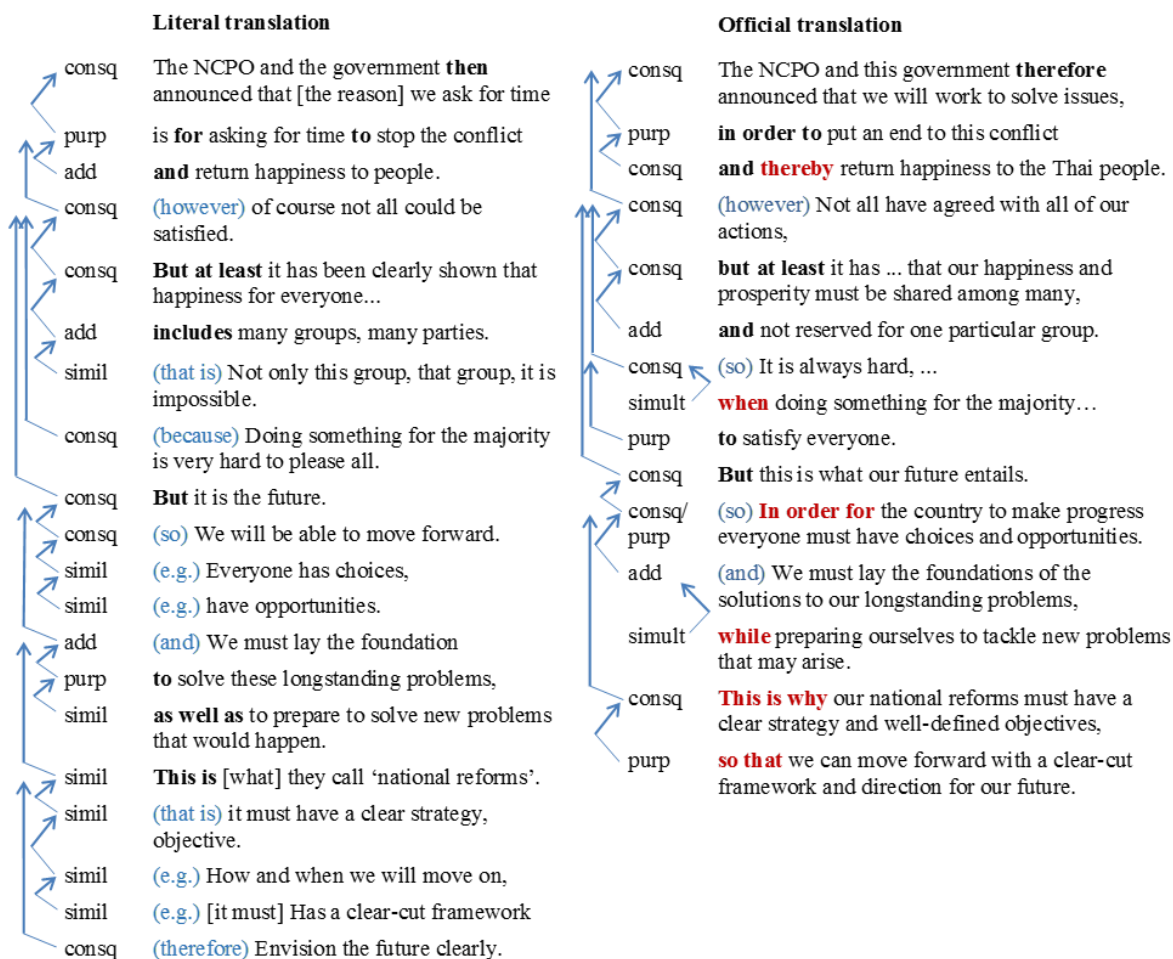 Literal translation
consq The NCPO and the government then
announced that [the reason] we ask for time
purp is for asking for time to stop the conflict
add and return happiness to people.
consq (however) of course not all could be
satisfied.
consq But at least it has been clearly shown that
happiness for everyone...
add includes many groups, many parties.
simil (that is) Not only this group, that group, it is
impossible.
consq (because) Doing something for the majority
is very hard to please all.
consq But it is the future.
consq (so) We will be able to move forward.
simil (e.g.) Everyone has choices,
simil (e.g.) have opportunities.
add (and) We must lay the foundation
purp to solve these longstanding problems,
simil as well as to prepare to solve new problems
that would happen.
simil This is [what] they call ‘national reforms’.
simil (that is) it must have a clear strategy,
objective.
simil (e.g.) How and when we will move on,
simil (e.g.) [it must] Has a clear-cut framework
consq (therefore) Envision the future clearly.
Official translation
consq The NCPO and this government therefore
announced that we will work to solve issues,
purp in order to put an end to this conflict
consq and thereby return happiness to the Thai people.
consq (however) Not all have agreed with all of our
actions,
consq but at least it has ... that our happiness and
prosperity must be shared among many,
add and not reserved for one particular group.
consq (so) It is always hard, ...
simult when doing something for the majority…
purp to satisfy everyone.
consq But this is what our future entails.
consq/ (so) In order for the country to make progress
purp everyone must have choices and opportunities.
add (and) We must lay the foundations of the
solutions to our longstanding problems,
simult while preparing ourselves to tackle new problems
that may arise.
consq This is why our national reforms must have a
clear strategy and well-defined objectives,
purp so that we can move forward with a clear-cut
framework and direction for our future.